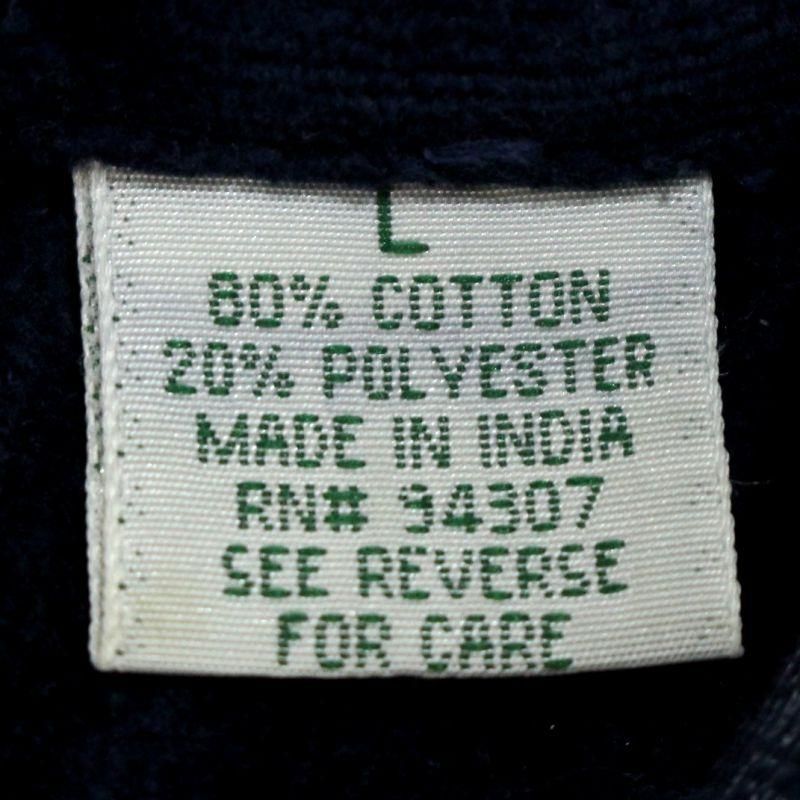 L
80% COTTON
20% POLYESTER
MADE IN INDIA
RN# 94307
SEE REVERSE
FOR CARE